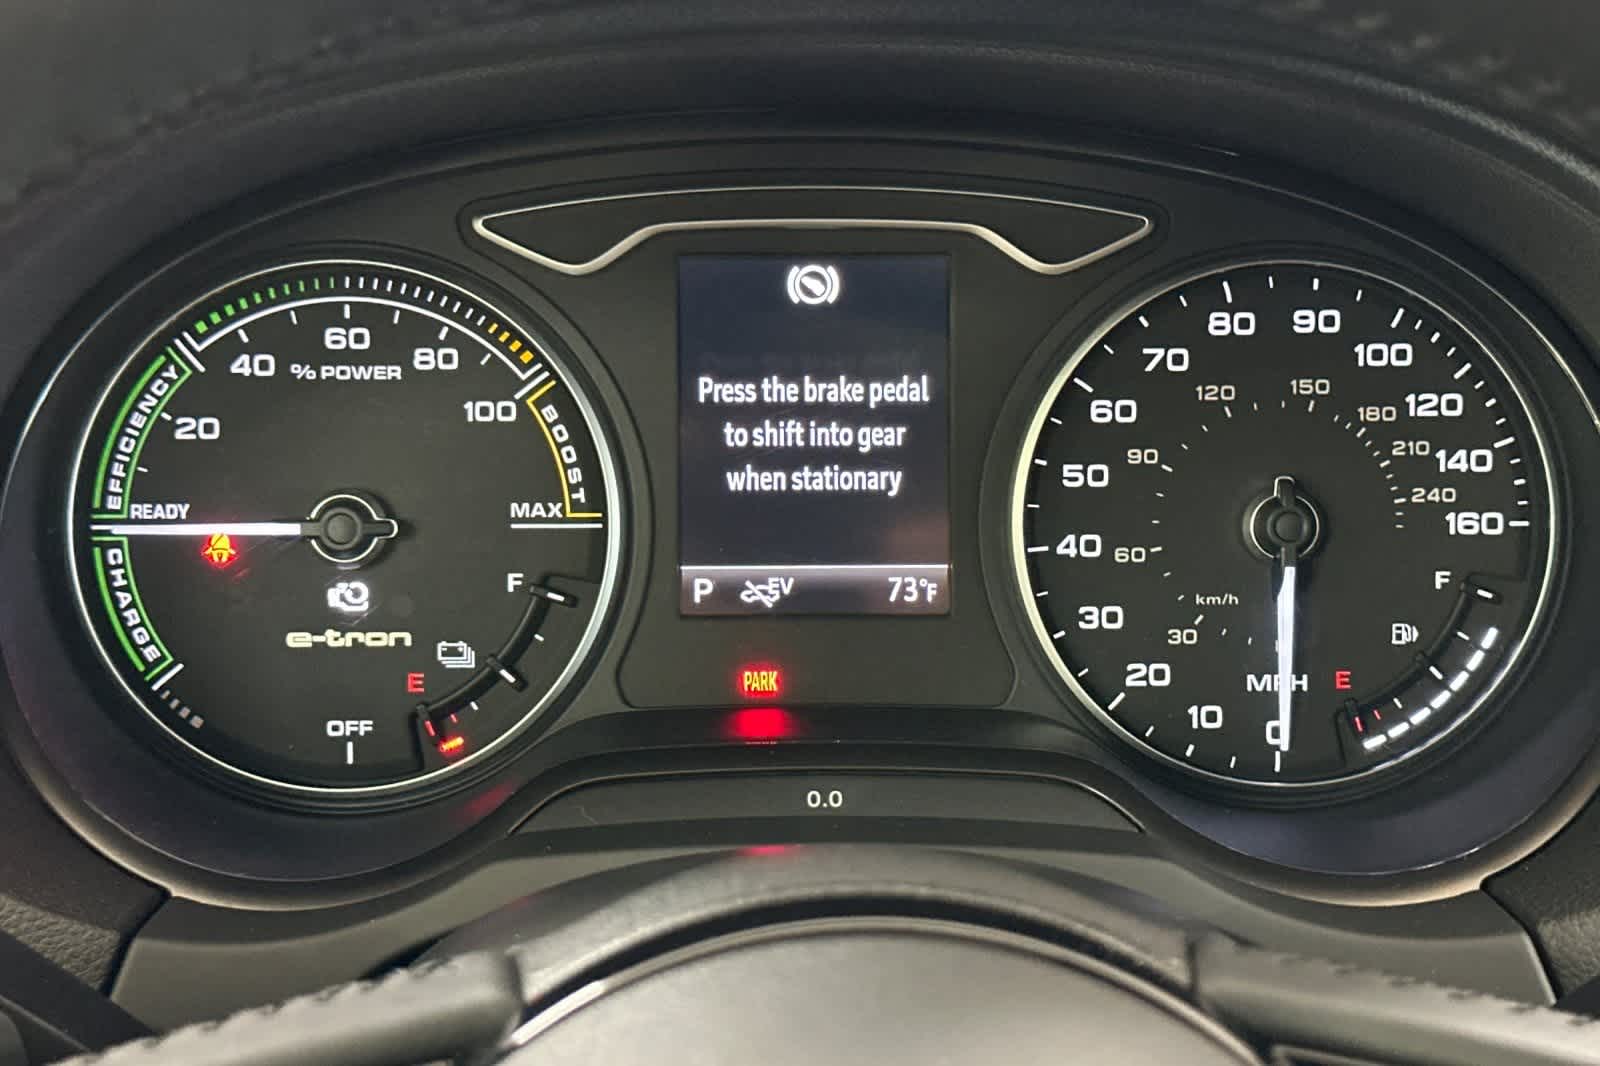 60
40
80
% POWER
20
100
EFFICIENCY
BOOST
READY
MAX
CHARGE
F
e-tron
E
OFF
Press the brake pedal
to shift into gear
when stationary
P
EV
73°F
PARK
0.0
80
90
70
100
120
150
60
180
120
90
210
50
140
240
160
40
60
F
km/h
30
30
20
MPH
E
10
0